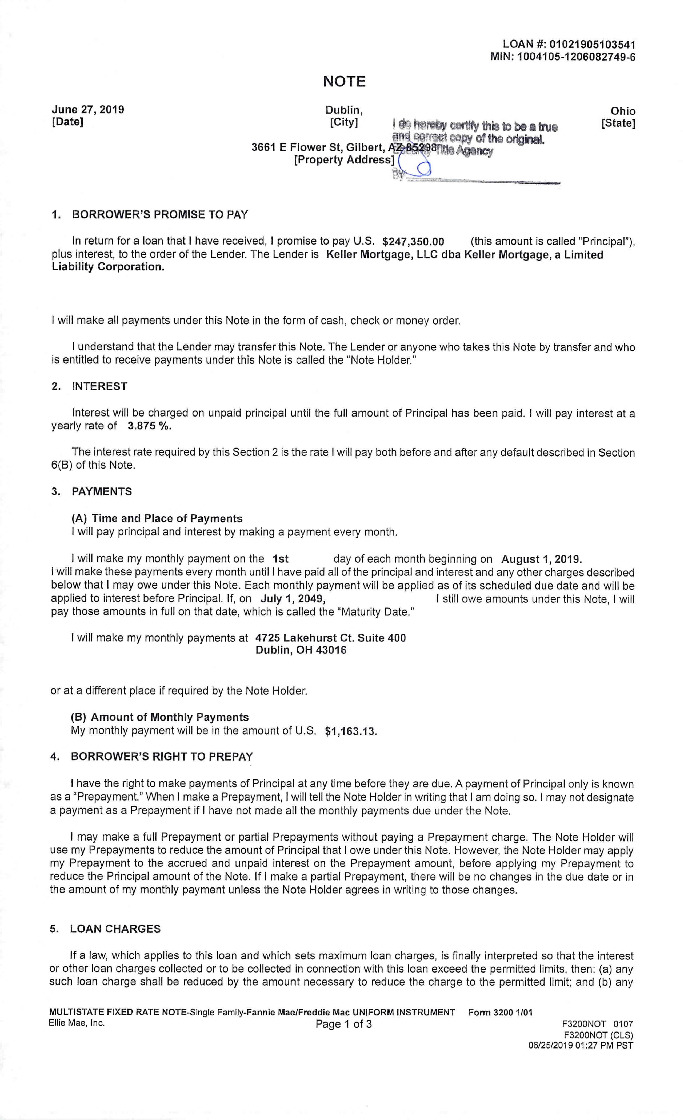 LOAN #: 01021905103541
MIN: 1004105-1206082749-6
NOTE
June 27, 2019 Dublin, Ohio
[Date] [City] [State]
I do hereby certify this to be a true
and correct copy of the original.
Title Agency
By:
3661 E Flower St, Gilbert, AZ 85298
[Property Address]
1. BORROWER'S PROMISE TO PAY
In return for a loan that I have received, I promise to pay U.S. $247,350.00 (this amount is called "Principal"),
plus interest, to the order of the Lender. The Lender is Keller Mortgage, LLC dba Keller Mortgage, a Limited
Liability Corporation.
I will make all payments under this Note in the form of cash, check or money order.
I understand that the Lender may transfer this Note. The Lender or anyone who takes this Note by transfer and who
is entitled to receive payments under this Note is called the "Note Holder."
2. INTEREST
Interest will be charged on unpaid principal until the full amount of Principal has been paid. I will pay interest at a
yearly rate of 3.875 %.
The interest rate required by this Section 2 is the rate I will pay both before and after any default described in Section
6(B) of this Note.
3. PAYMENTS
(A) Time and Place of Payments
I will pay principal and interest by making a payment every month.
I will make my monthly payment on the 1st day of each month beginning on August 1, 2019.
I will make these payments every month until I have paid all of the principal and interest and any other charges described
below that I may owe under this Note. Each monthly payment will be applied as of its scheduled due date and will be
applied to interest before Principal. If, on July 1, 2049, I still owe amounts under this Note, I will
pay those amounts in full on that date, which is called the "Maturity Date."
I will make my monthly payments at 4725 Lakehurst Ct. Suite 400
Dublin, OH 43016
or at a different place if required by the Note Holder.
(B) Amount of Monthly Payments
My monthly payment will be in the amount of U.S. $1,163.13.
4. BORROWER'S RIGHT TO PREPAY
I have the right to make payments of Principal at any time before they are due. A payment of Principal only is known
as a "Prepayment." When I make a Prepayment, I will tell the Note Holder in writing that I am doing so. I may not designate
a payment as a Prepayment if I have not made all the monthly payments due under the Note.
I may make a full Prepayment or partial Prepayments without paying a Prepayment charge. The Note Holder will
use my Prepayments to reduce the amount of Principal that I owe under this Note. However, the Note Holder may apply
my Prepayment to the accrued and unpaid interest on the Prepayment amount, before applying my Prepayment to
reduce the Principal amount of the Note. If I make a partial Prepayment, there will be no changes in the due date or in
the amount of my monthly payment unless the Note Holder agrees in writing to those changes.
5. LOAN CHARGES
If a law, which applies to this loan and which sets maximum loan charges, is finally interpreted so that the interest
or other loan charges collected or to be collected in connection with this loan exceed the permitted limits, then: (a) any
such loan charge shall be reduced by the amount necessary to reduce the charge to the permitted limit; and (b) any
MULTISTATE FIXED RATE NOTE-Single Family-Fannie Mae/Freddie Mac UNIFORM INSTRUMENT Form 3200 1/01
Ellie Mae, Inc. Page 1 of 3 F3200NOT 0107
F3200NOT (CLS)
06/25/2019 01:27 PM PST